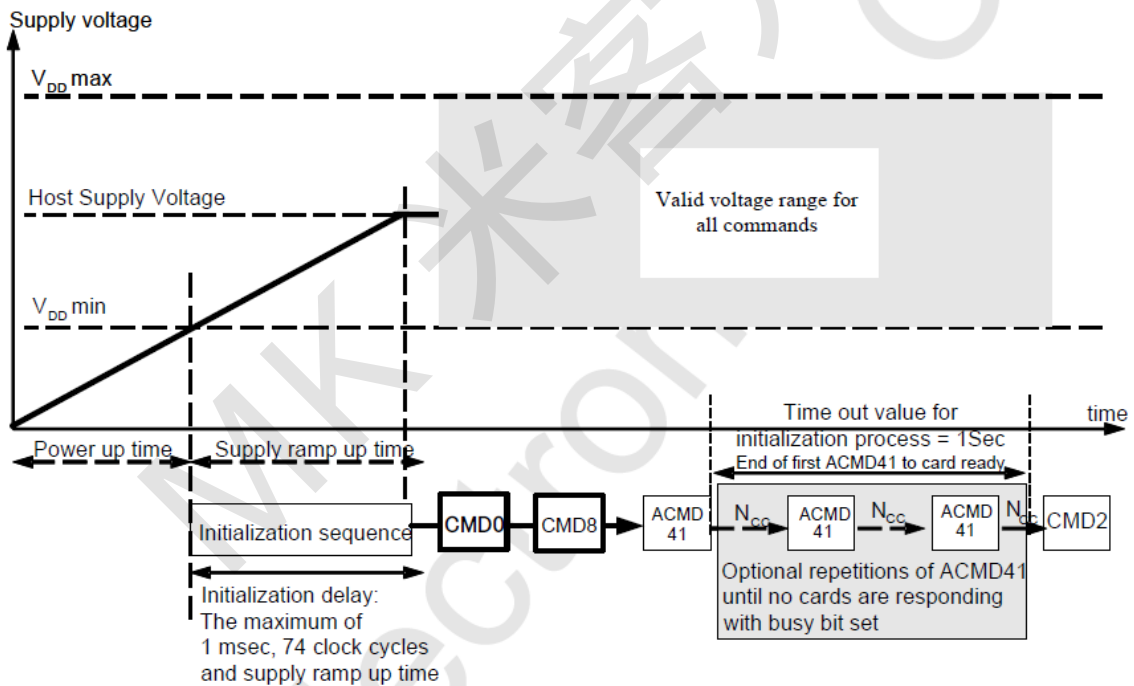 Supply voltage
V_DD max
Host Supply Voltage
Valid voltage range for
all commands
V_DD min
Time out value for
time
Power up time
Supply ramp up time
initialization process = 1Sec
End of first ACMD41 to card ready
Initialization sequence
CMD0
CMD8
ACMD
41
N_CC
ACMD
41
N_CC
ACMD
41
N_CC
CMD2
Optional repetitions of ACMD41
until no cards are responding
with busy bit set
Initialization delay:
The maximum of
1 msec, 74 clock cycles
and supply ramp up time
MK 米客